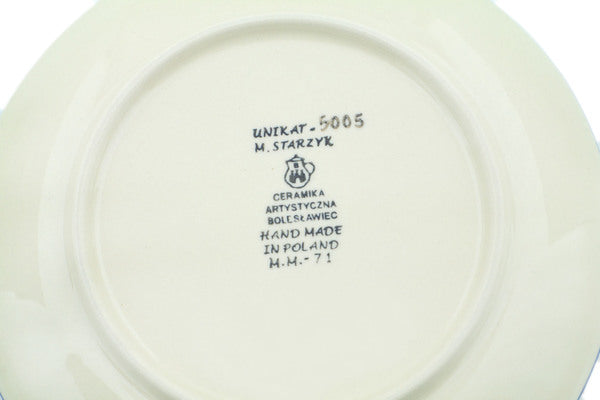 UNIKAT - 5005
M. STARZYK
CERAMIKA
ARTYSTYCZNA
BOLESŁAWIEC
HAND MADE
IN POLAND
M.M.-71